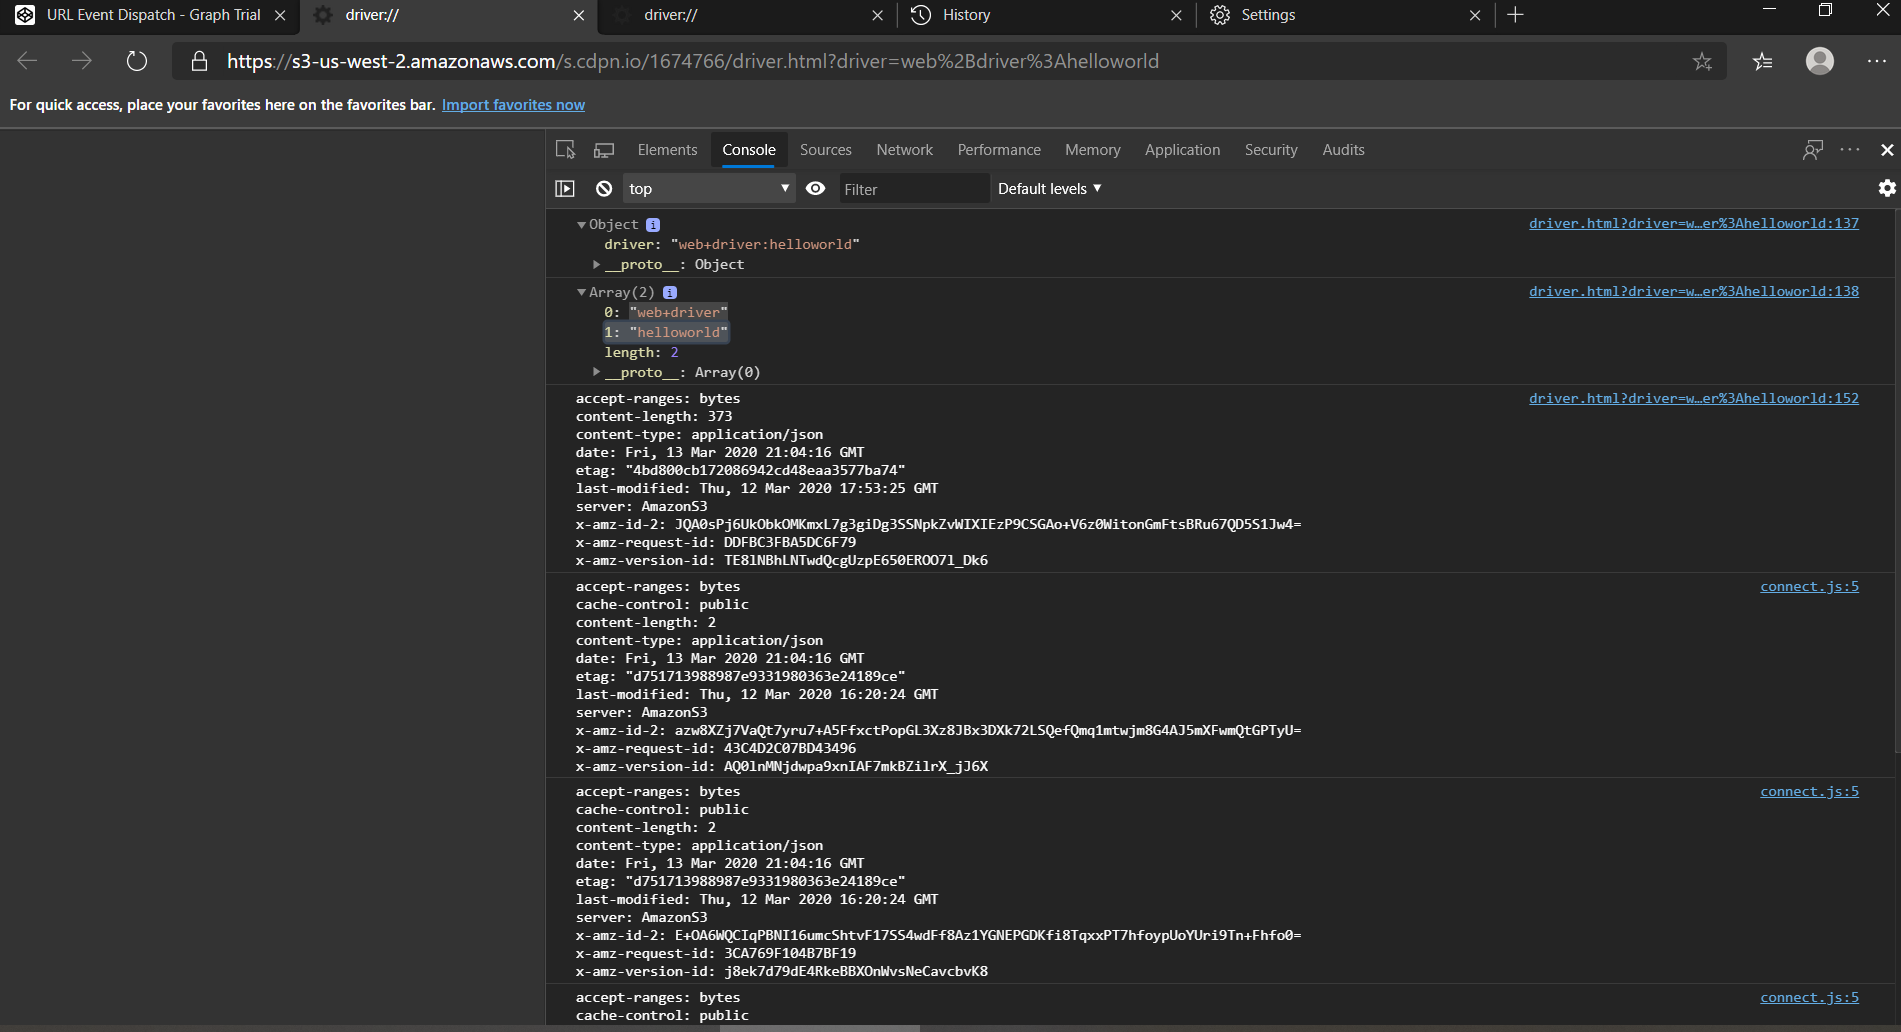 URL Event Dispatch - Graph Trial
driver://
driver://
History
Settings
https://s3-us-west-2.amazonaws.com/s.cdpn.io/1674766/driver.html?driver=web%2Bdriver%3Ahelloworld
For quick access, place your favorites here on the favorites bar. Import favorites now
Elements Console Sources Network Performance Memory Application Security Audits
top Filter Default levels
Object i driver.html?driver=w…er%3Ahelloworld:137
driver: "web+driver:helloworld"
__proto__: Object
Array(2) i driver.html?driver=w…er%3Ahelloworld:138
0: "web+driver"
1: "helloworld"
length: 2
__proto__: Array(0)
accept-ranges: bytes driver.html?driver=w…er%3Ahelloworld:152
content-length: 373
content-type: application/json
date: Fri, 13 Mar 2020 21:04:16 GMT
etag: "4bd800cb172086942cd48eaa3577ba74"
last-modified: Thu, 12 Mar 2020 17:53:25 GMT
server: AmazonS3
x-amz-id-2: JQA0sPj6UkObkOMKmxL7g3giDg3SSNpkZvWIXIEzP9CSGAo+V6z0WitonGmFtsBRu67QD5S1Jw4=
x-amz-request-id: DDFBC3FBA5DC6F79
x-amz-version-id: TE8lNBhLNTwdQcgUzpE650EROO7l_Dk6
accept-ranges: bytes connect.js:5
cache-control: public
content-length: 2
content-type: application/json
date: Fri, 13 Mar 2020 21:04:16 GMT
etag: "d751713988987e9331980363e24189ce"
last-modified: Thu, 12 Mar 2020 16:20:24 GMT
server: AmazonS3
x-amz-id-2: azw8XZj7VaQt7yru7+A5FfxctPopGL3Xz8JBx3DXk72LSQefQmq1mtwjm8G4AJ5mXFwmQtGPTyU=
x-amz-request-id: 43C4D2C07BD43496
x-amz-version-id: AQ0lnMNjdwpa9xnIAF7mkBZilrX_jJ6X
accept-ranges: bytes connect.js:5
cache-control: public
content-length: 2
content-type: application/json
date: Fri, 13 Mar 2020 21:04:16 GMT
etag: "d751713988987e9331980363e24189ce"
last-modified: Thu, 12 Mar 2020 16:20:24 GMT
server: AmazonS3
x-amz-id-2: E+OA6WQCIqPBNI16umcShtvF17SS4wdFf8Az1YGNEPGDKfi8TqxxPT7hfoypUoYUri9Tn+Fhfo0=
x-amz-request-id: 3CA769F104B7BF19
x-amz-version-id: j8ek7d79dE4RkeBBXOnWvsNeCavcbvK8
accept-ranges: bytes connect.js:5
cache-control: public